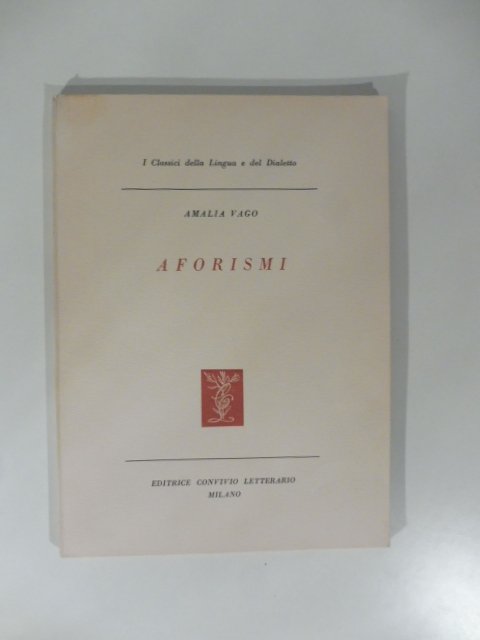 I Classici della Lingua e del Dialetto
AMALIA VAGO
AFORISMI
EDITRICE CONVIVIO LETTERARIO
MILANO